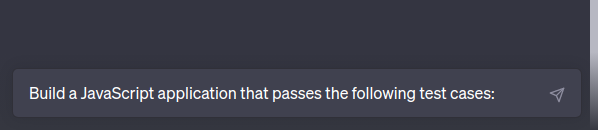 Build a JavaScript application that passes the following test cases: